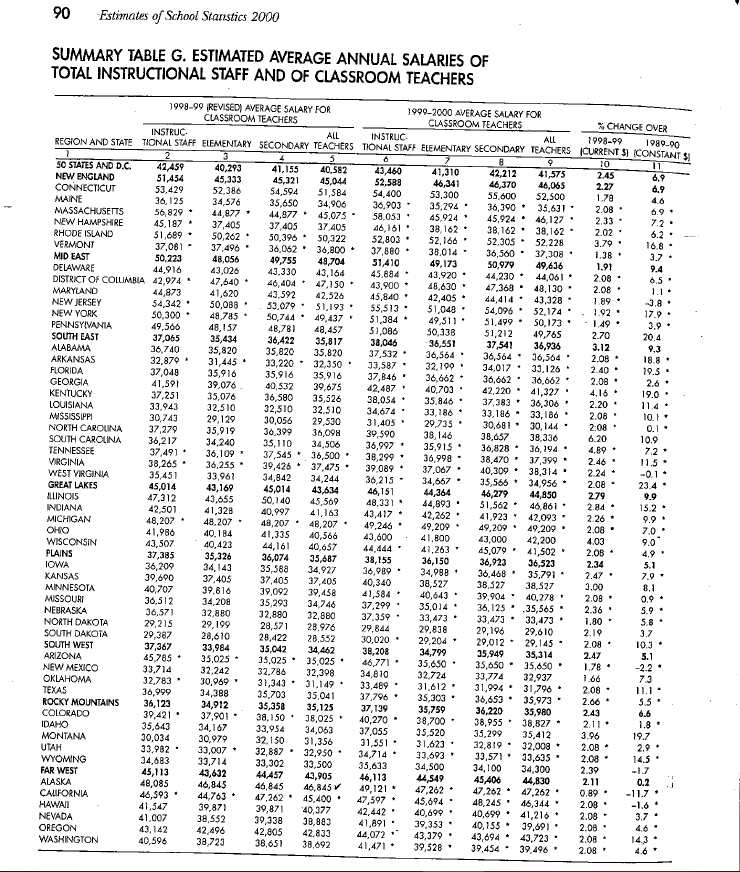 90 Estimates of School Statistics 2000
SUMMARY TABLE G. ESTIMATED AVERAGE ANNUAL SALARIES OF
TOTAL INSTRUCTIONAL STAFF AND OF CLASSROOM TEACHERS
1998-99 (REVISED) AVERAGE SALARY FOR 1999-2000 AVERAGE SALARY FOR
CLASSROOM TEACHERS CLASSROOM TEACHERS % CHANGE OVER
INSTRUC- ALL INSTRUC- ALL 1998-99 1989-90
REGION AND STATE TIONAL STAFF ELEMENTARY SECONDARY TEACHERS TIONAL STAFF ELEMENTARY SECONDARY TEACHERS (CURRENT $) (CONSTANT $)
1 2 3 4 5 6 7 8 9 10 11
50 STATES AND D.C. 42,459 40,293 41,155 40,582 43,460 41,310 42,212 41,575 2.45 6.9
NEW ENGLAND 51,454 45,333 45,321 45,044 52,588 46,341 46,370 46,065 2.27 6.9
CONNECTICUT 53,429 52,386 54,594 51,584 54,400 53,300 55,600 52,500 1.78 4.6
MAINE 36,125 34,576 35,650 34,906 36,903 * 35,294 * 36,390 * 35,631 * 2.08 * 6.9 *
MASSACHUSETTS 56,829 * 44,877 * 44,877 * 45,075 * 58,053 * 45,924 * 45,924 * 46,127 * 2.33 * 7.2 *
NEW HAMPSHIRE 45,187 * 37,405 37,405 37,405 46,161 * 38,162 * 38,162 * 38,162 * 2.02 * 6.2 *
RHODE ISLAND 51,689 * 50,262 * 50,396 * 50,322 52,803 * 52,166 * 52,305 * 52,228 3.79 * 16.8 *
VERMONT 37,081 * 37,496 * 36,062 * 36,800 * 37,880 * 38,014 * 36,560 * 37,308 * 1.38 * 3.7 *
MID EAST 50,223 48,056 49,755 48,704 51,410 49,173 50,979 49,636 1.91 9.4
DELAWARE 44,916 43,026 43,330 43,164 45,884 * 43,920 * 44,230 * 44,061 * 2.08 * 6.5 *
DISTRICT OF COLUMBIA 42,974 * 47,640 * 46,404 * 47,150 * 43,900 * 48,630 * 47,368 * 48,130 * 2.08 * 1.1 *
MARYLAND 44,873 41,620 43,592 42,526 45,840 * 42,405 * 44,414 * 43,328 * 1.89 * -3.8 *
NEW JERSEY 54,342 * 50,088 * 53,079 * 51,193 * 55,513 * 51,048 * 54,096 * 52,174 * 1.92 * 17.9 *
NEW YORK 50,300 * 48,785 * 50,744 * 49,437 * 51,384 * 49,511 * 51,499 * 50,173 * 1.49 * 3.9 *
PENNSYLVANIA 49,566 48,157 48,781 48,457 51,086 50,338 51,212 49,765 2.70 20.4
SOUTH EAST 37,065 35,434 36,422 35,817 38,046 36,551 37,541 36,936 3.12 9.3
ALABAMA 36,740 35,820 35,820 35,820 37,532 * 36,564 * 36,564 * 36,564 * 2.08 * 18.8 *
ARKANSAS 32,879 * 31,445 * 33,220 * 32,350 * 33,587 * 32,199 * 34,017 * 33,126 * 2.40 * 19.5 *
FLORIDA 37,048 35,916 35,916 35,916 37,846 * 36,662 * 36,662 * 36,662 * 2.08 * 2.6 *
GEORGIA 41,591 39,076 40,532 39,675 42,487 * 40,703 * 42,220 * 41,327 * 4.16 * 19.0 *
KENTUCKY 37,251 35,076 36,580 35,526 38,054 * 35,846 * 37,383 * 36,306 * 2.20 * 11.4 *
LOUISIANA 33,943 32,510 32,510 32,510 34,674 * 33,186 * 33,186 * 33,186 * 2.08 * 10.1 *
MISSISSIPPI 30,743 29,129 30,056 29,530 31,405 * 29,735 * 30,681 * 30,144 * 2.08 * 0.1 *
NORTH CAROLINA 37,279 35,919 36,399 36,098 39,590 38,146 38,657 38,336 6.20 10.9
SOUTH CAROLINA 36,217 34,240 35,110 34,506 36,997 * 35,915 * 36,828 * 36,194 * 4.89 * 7.2 *
TENNESSEE 37,491 * 36,109 * 37,545 * 36,500 * 38,299 * 36,998 * 38,470 * 37,399 * 2.46 * 11.5 *
VIRGINIA 38,265 * 36,255 * 39,426 * 37,475 * 39,089 * 37,067 * 40,309 * 38,314 * 2.24 * -0.1 *
WEST VIRGINIA 35,451 33,961 34,842 34,244 36,215 * 34,667 * 35,566 * 34,956 * 2.08 * 23.4 *
GREAT LAKES 45,014 43,169 45,014 43,634 46,151 44,364 46,279 44,850 2.79 9.9
ILLINOIS 47,312 43,655 50,140 45,569 48,331 * 44,893 * 51,562 * 46,861 * 2.84 * 15.2 *
INDIANA 42,501 41,328 40,997 41,163 43,417 * 42,262 * 41,923 * 42,093 * 2.26 * 9.9 *
MICHIGAN 48,207 * 48,207 * 48,207 * 48,207 * 49,246 * 49,209 * 49,209 * 49,209 * 2.08 * 7.0 *
OHIO 41,986 40,184 41,335 40,566 43,600 41,800 43,000 42,200 4.03 9.0
WISCONSIN 43,507 40,423 44,161 40,657 44,444 * 41,263 * 45,079 * 41,502 * 2.08 * 4.9 *
PLAINS 37,385 35,326 36,074 35,687 38,155 36,150 36,923 36,523 2.34 5.1
IOWA 36,209 34,143 35,588 34,927 36,989 * 34,988 * 36,468 * 35,791 * 2.47 * 7.9 *
KANSAS 39,690 37,405 37,405 37,405 40,340 38,527 38,527 38,527 3.00 8.1
MINNESOTA 40,707 39,816 39,092 39,458 41,584 * 40,643 * 39,904 * 40,278 * 2.08 * 0.9 *
MISSOURI 36,512 34,208 35,293 34,746 37,299 * 35,014 * 36,125 * 35,565 * 2.36 * 5.9 *
NEBRASKA 36,571 32,880 32,880 32,880 37,359 * 33,473 * 33,473 * 33,473 * 1.80 * 5.8 *
NORTH DAKOTA 29,215 29,199 28,571 28,976 29,844 29,838 29,196 29,610 2.19 3.7
SOUTH DAKOTA 29,387 28,610 28,422 28,552 30,020 * 29,204 * 29,012 * 29,145 * 2.08 * 10.3 *
SOUTH WEST 37,367 33,984 35,042 34,462 38,208 34,799 35,949 35,314 2.47 5.1
ARIZONA 45,785 * 35,025 * 35,025 * 35,025 * 46,771 * 35,650 * 35,650 * 35,650 * 1.78 * -2.2 *
NEW MEXICO 33,714 32,242 32,786 32,398 34,810 32,724 33,774 32,937 1.66 7.3
OKLAHOMA 32,783 * 30,969 * 31,343 * 31,149 * 33,489 * 31,612 * 31,994 * 31,796 * 2.08 * 11.1 *
TEXAS 36,999 34,388 35,703 35,041 37,796 * 35,303 * 36,653 * 35,973 * 2.66 * 5.5 *
ROCKY MOUNTAINS 36,123 34,912 35,358 35,125 37,139 35,759 36,220 35,980 2.43 6.6
COLORADO 39,421 * 37,901 * 38,150 * 38,025 * 40,270 * 38,700 * 38,955 * 38,827 * 2.11 * 1.8 *
IDAHO 35,643 34,167 33,954 34,063 37,055 35,520 35,299 35,412 3.96 19.7
MONTANA 30,034 30,979 32,150 31,356 31,551 * 31,623 * 32,819 * 32,008 * 2.08 * 2.9 *
UTAH 33,982 * 33,007 * 32,887 * 32,950 * 34,714 * 33,693 * 33,571 * 33,635 * 2.08 * 14.5 *
WYOMING 34,683 33,714 33,302 33,500 35,633 34,500 34,100 34,300 2.39 -1.7
FAR WEST 45,113 43,632 44,457 43,905 46,113 44,549 45,406 44,830 2.11 0.2
ALASKA 48,085 46,845 46,845 46,845 49,121 * 47,262 * 47,262 * 47,262 * 0.89 * -11.7 *
CALIFORNIA 46,593 * 44,763 * 47,262 * 45,400 * 47,597 * 45,694 * 48,245 * 46,344 * 2.08 * -1.6 *
HAWAII 41,547 39,871 39,871 40,377 42,442 * 40,699 * 40,699 * 41,216 * 2.08 * 3.7 *
NEVADA 41,007 38,552 39,338 38,883 41,891 * 39,353 * 40,155 * 39,691 * 2.08 * 4.6 *
OREGON 43,142 42,496 42,805 42,833 44,072 * 43,379 * 43,694 * 43,723 * 2.08 * 14.3 *
WASHINGTON 40,596 38,723 38,651 38,692 41,471 * 39,528 * 39,454 * 39,496 * 2.08 * 4.6 *